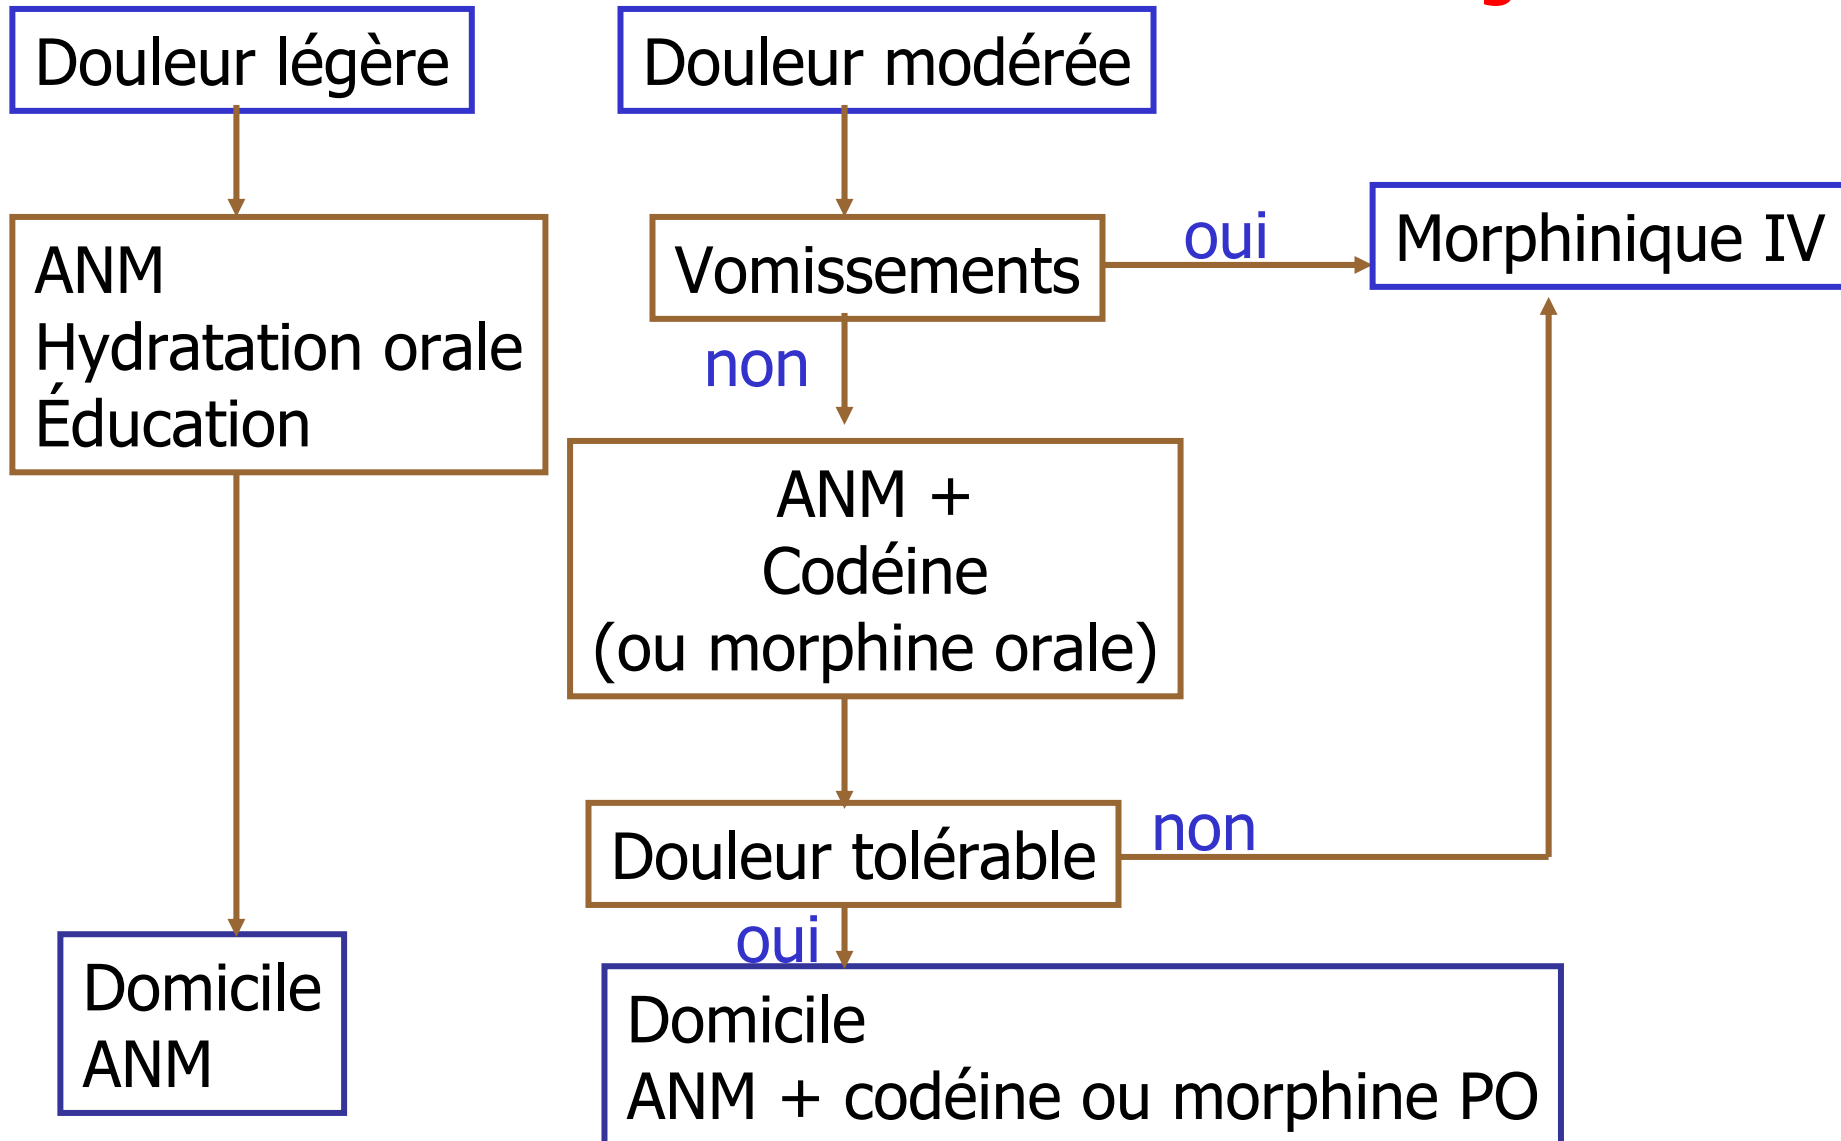 Douleur légère
Douleur modérée
ANM
Hydratation orale
Éducation
Vomissements
oui
Morphinique IV
non
ANM +
Codéine
(ou morphine orale)
Douleur tolérable
non
oui
Domicile
ANM
Domicile
ANM + codéine ou morphine PO